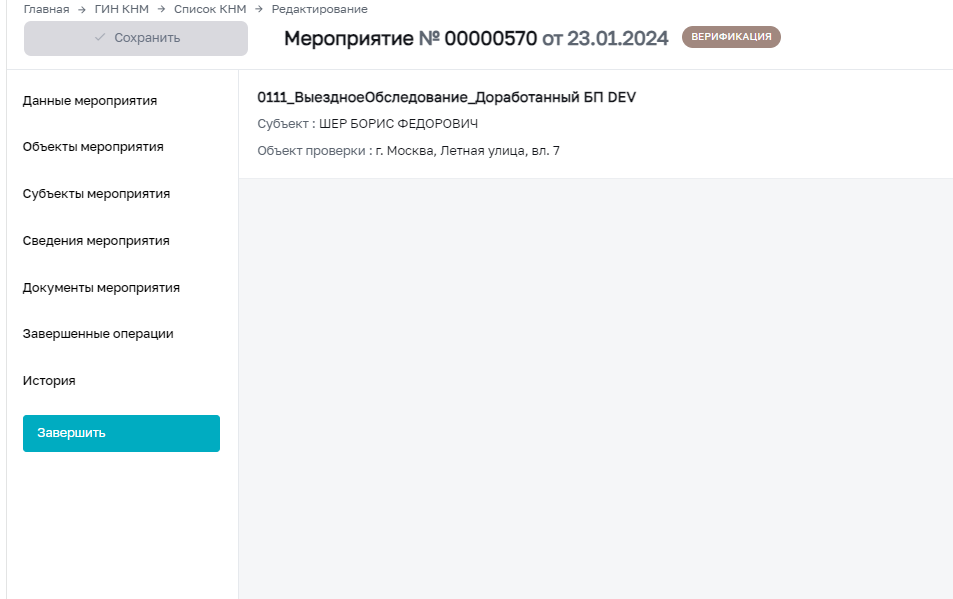 Главная → ГИН КНМ → Список КНМ → Редактирование
Сохранить
Мероприятие № 00000570 от 23.01.2024 ВЕРИФИКАЦИЯ
Данные мероприятия
Объекты мероприятия
Субъекты мероприятия
Сведения мероприятия
Документы мероприятия
Завершенные операции
История
Завершить
0111_ВыездноеОбследование_Доработанный БП DEV
Субъект : ШЕР БОРИС ФЕДОРОВИЧ
Объект проверки : г. Москва, Летная улица, вл. 7